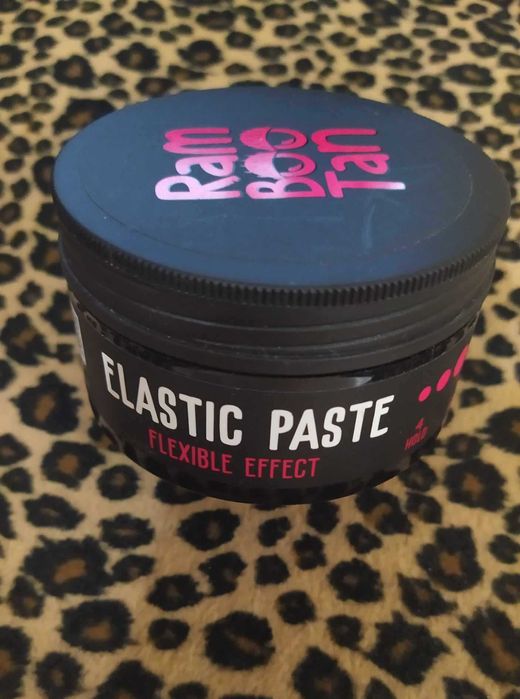 Ram
Boo
Tan
ELASTIC PASTE
FLEXIBLE EFFECT
4
HOLD